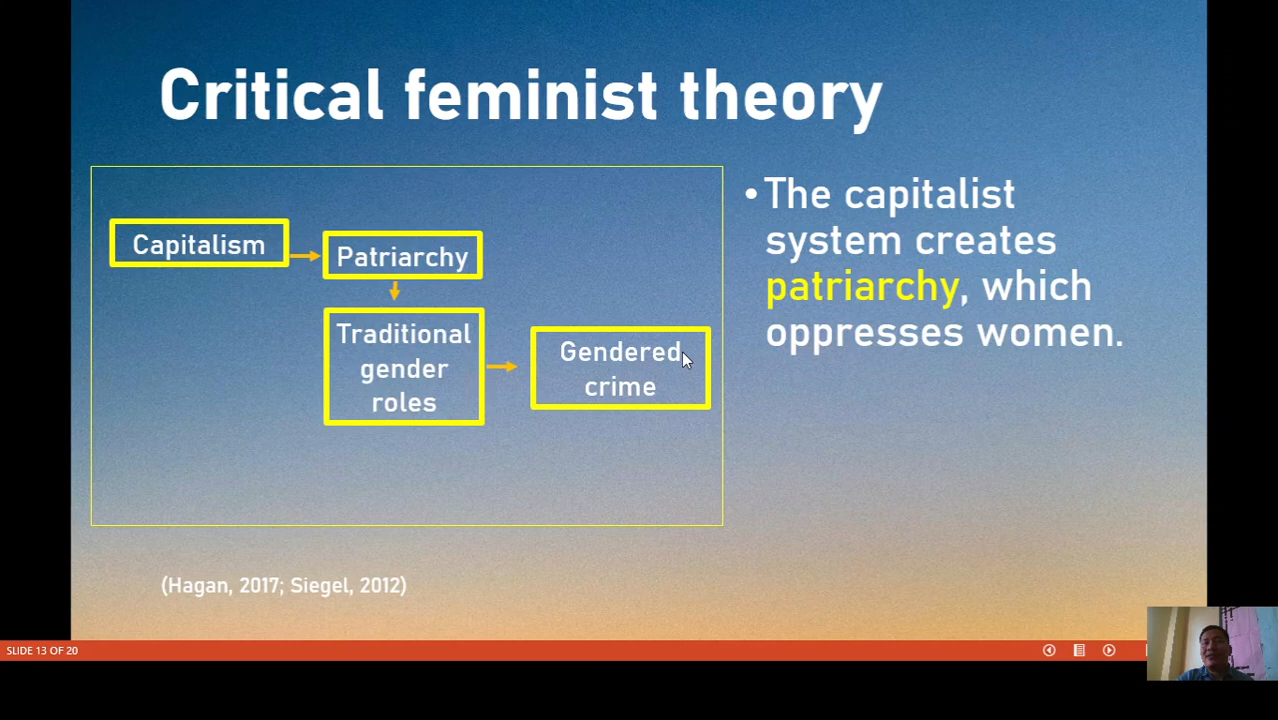 Critical feminist theory
Capitalism
Patriarchy
Traditional
gender
roles
Gendered
crime
•The capitalist
system creates
patriarchy, which
oppresses women.
(Hagan, 2017; Siegel, 2012)
SLIDE 13 OF 20